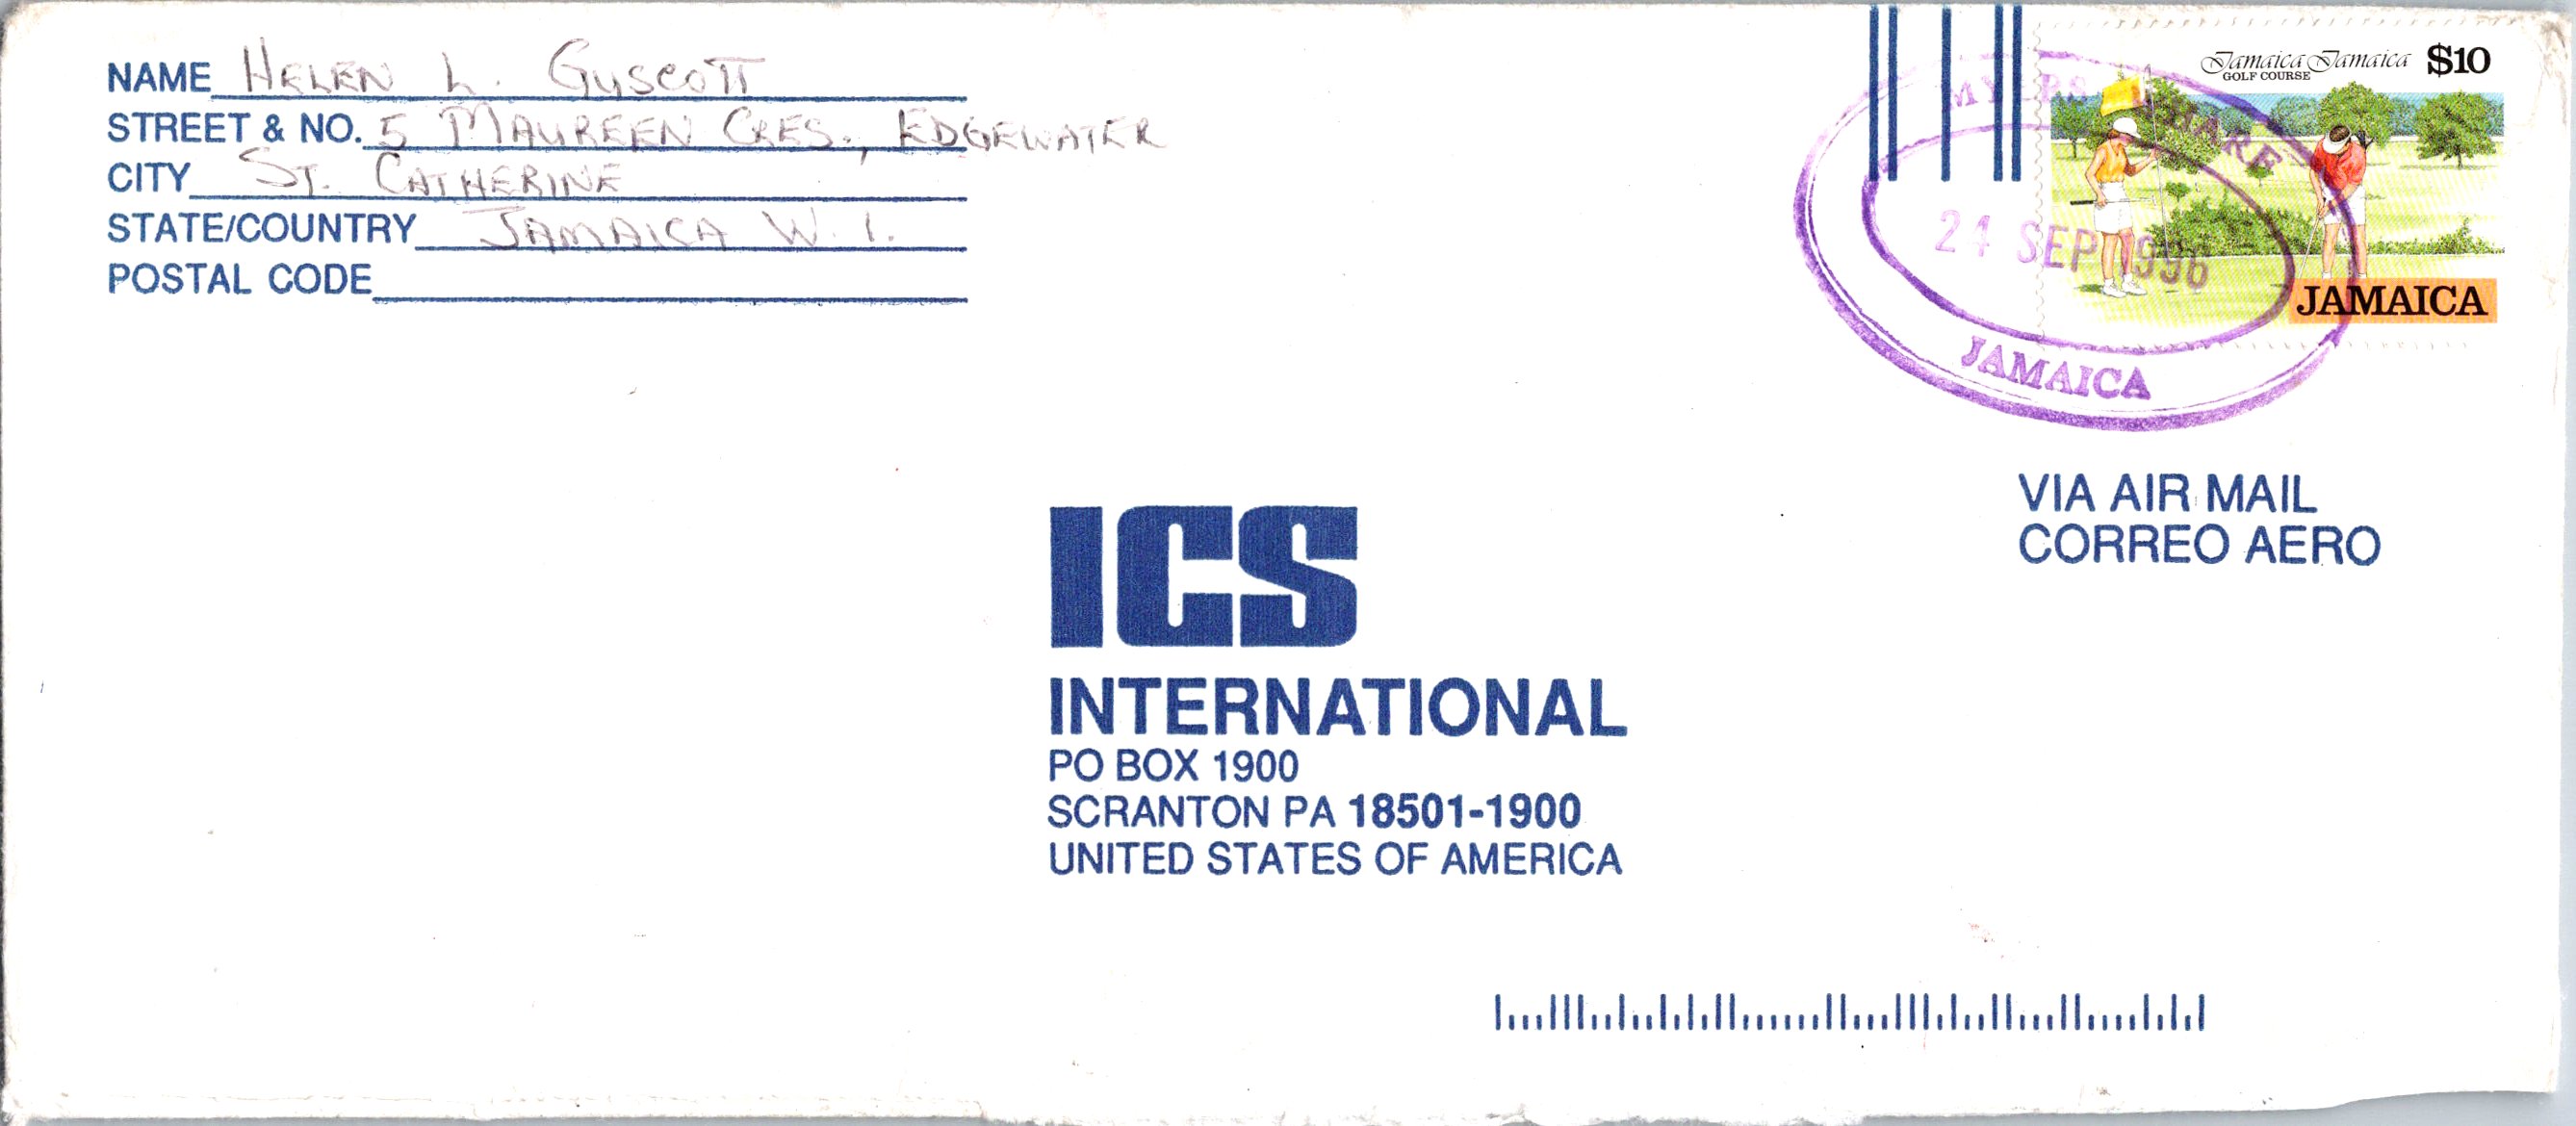 NAME HELEN L. GUSCOTT
STREET & NO. 5 MAUREEN CRES., EDGEWATER
CITY ST. CATHERINE
STATE/COUNTRY JAMAICA W.I.
POSTAL CODE
Jamaica Jamaica $10
GOLF COURSE
JAMAICA
24 SEP 1996
JAMAICA
VIA AIR MAIL
CORREO AERO
ICS
INTERNATIONAL
PO BOX 1900
SCRANTON PA 18501-1900
UNITED STATES OF AMERICA